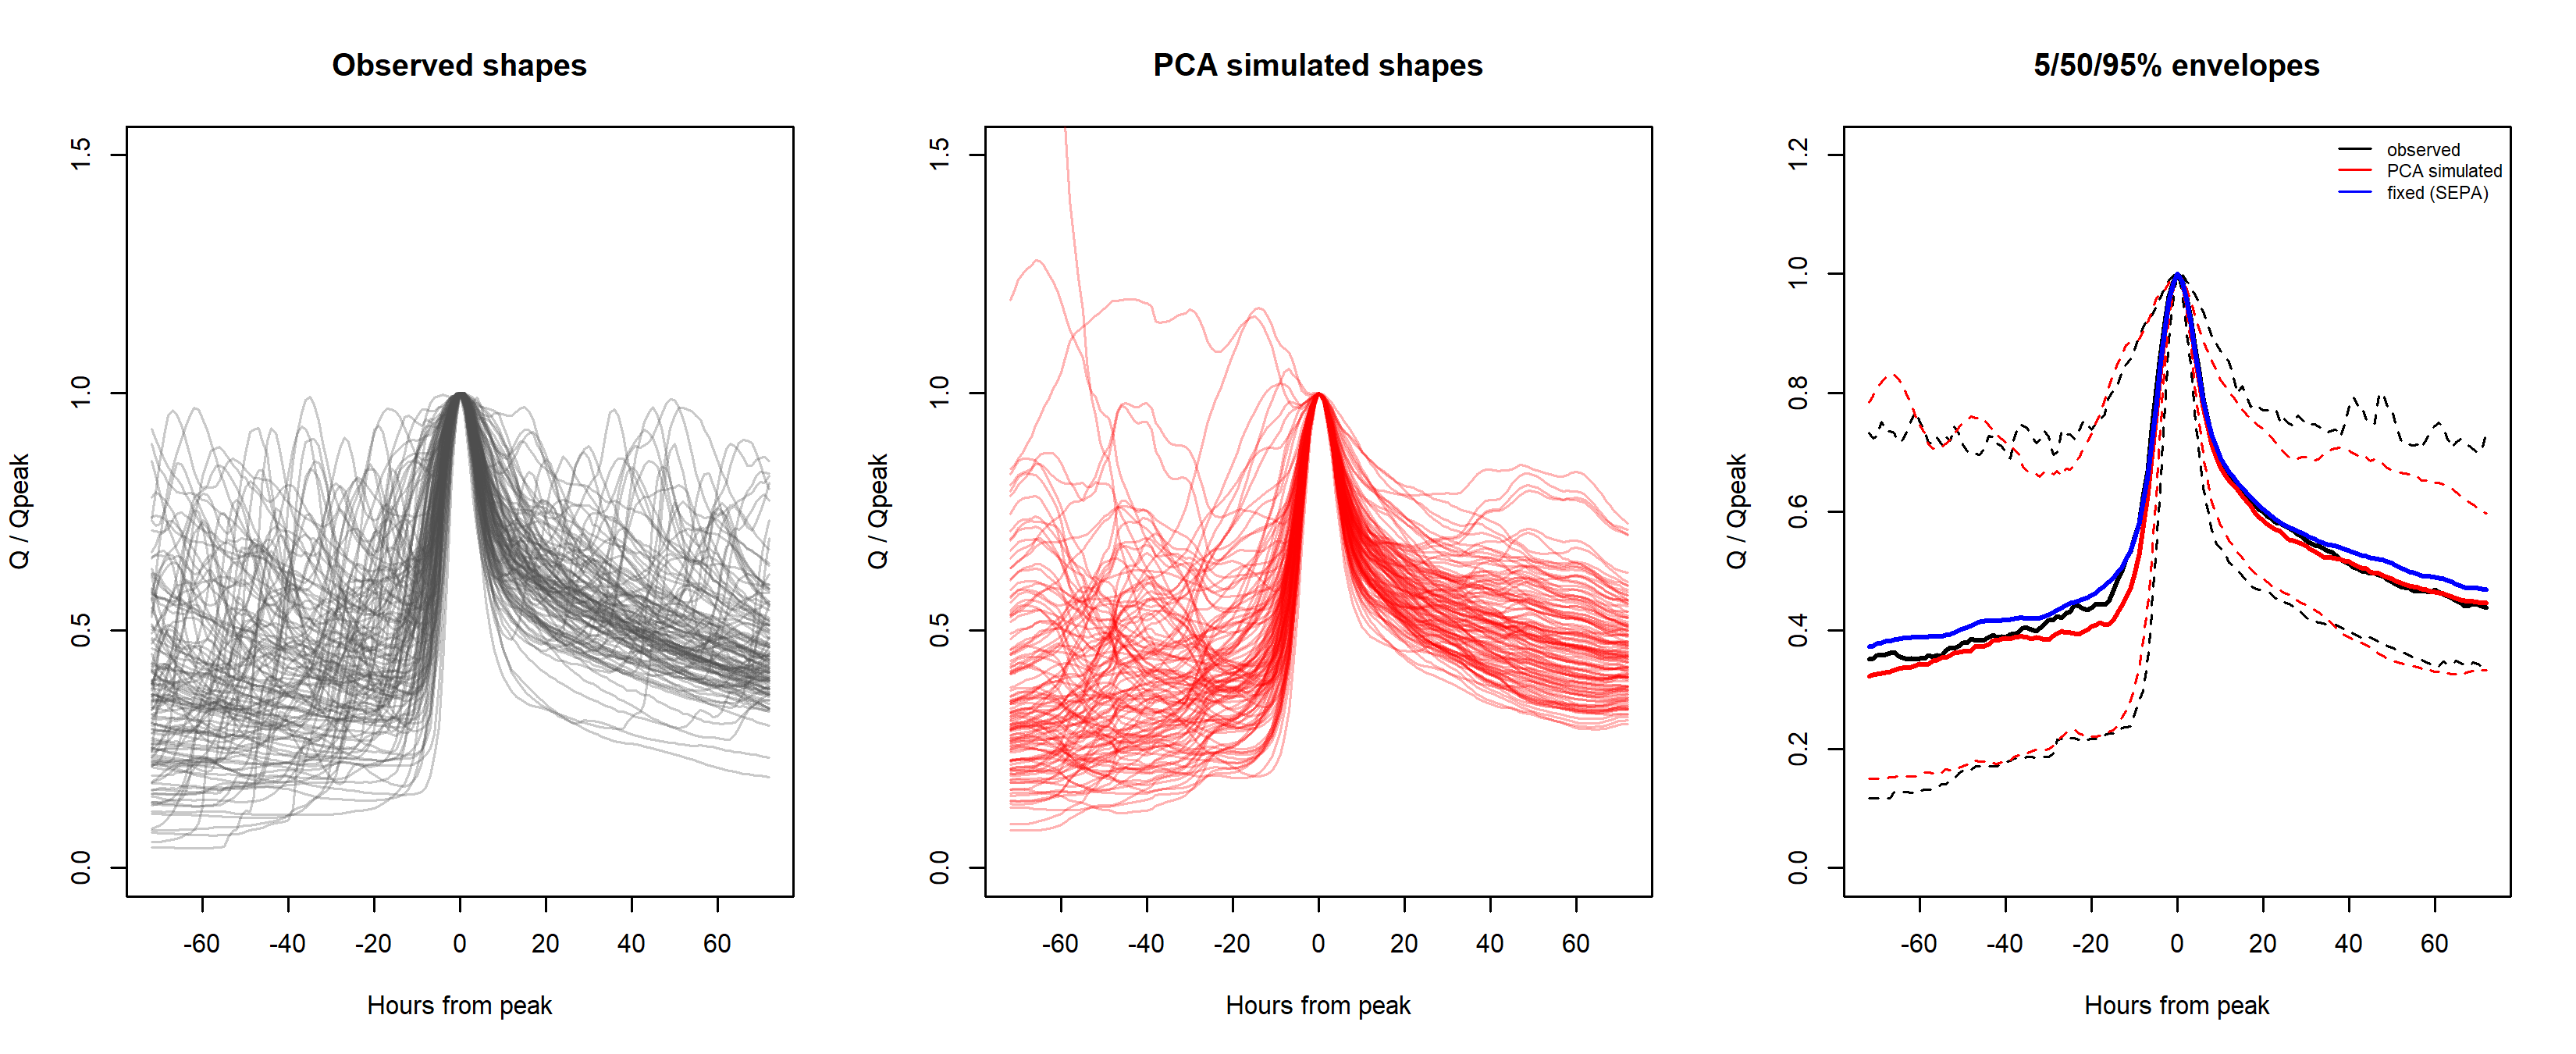 Observed shapes
Q / Qpeak
1.5
1.0
0.5
0.0
-60 -40 -20 0 20 40 60
Hours from peak
PCA simulated shapes
Q / Qpeak
1.5
1.0
0.5
0.0
-60 -40 -20 0 20 40 60
Hours from peak
5/50/95% envelopes
Q / Qpeak
1.2
1.0
0.8
0.6
0.4
0.2
0.0
observed
PCA simulated
fixed (SEPA)
-60 -40 -20 0 20 40 60
Hours from peak